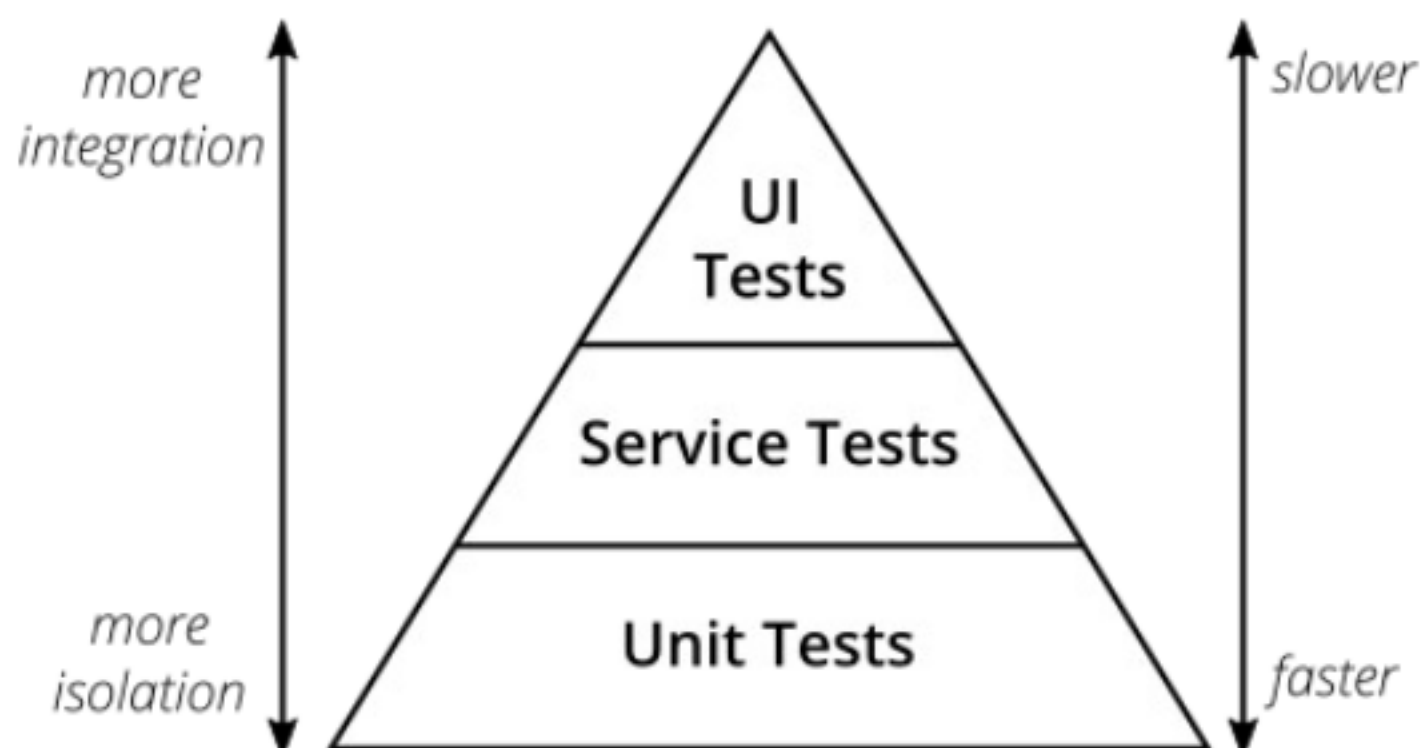 more
integration
slower
UI
Tests
Service Tests
more
isolation
Unit Tests
faster